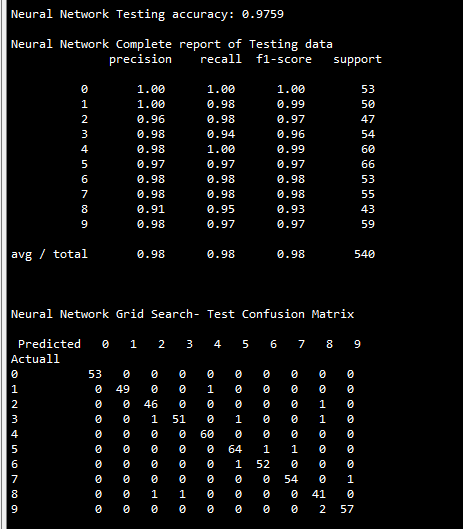 Neural Network Testing accuracy: 0.9759
Neural Network Complete report of Testing data
precision recall f1-score support
0 1.00 1.00 1.00 53
1 1.00 0.98 0.99 50
2 0.96 0.98 0.97 47
3 0.98 0.94 0.96 54
4 0.98 1.00 0.99 60
5 0.97 0.97 0.97 66
6 0.98 0.98 0.98 53
7 0.98 0.98 0.98 55
8 0.91 0.95 0.93 43
9 0.98 0.97 0.97 59
avg / total 0.98 0.98 0.98 540
Neural Network Grid Search- Test Confusion Matrix
Predicted 0 1 2 3 4 5 6 7 8 9
Actuall
0 53 0 0 0 0 0 0 0 0 0
1 0 49 0 0 1 0 0 0 0 0
2 0 0 46 0 0 0 0 0 1 0
3 0 0 1 51 0 1 0 0 1 0
4 0 0 0 0 60 0 0 0 0 0
5 0 0 0 0 0 64 1 1 0 0
6 0 0 0 0 0 1 52 0 0 0
7 0 0 0 0 0 0 0 54 0 1
8 0 0 1 1 0 0 0 0 41 0
9 0 0 0 0 0 0 0 0 2 57